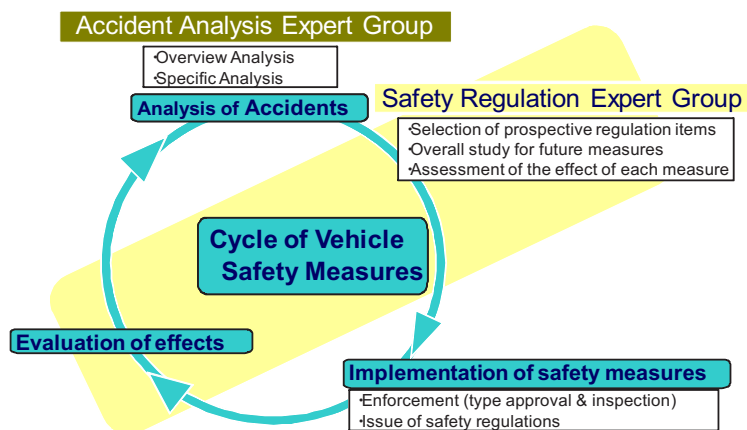 Accident Analysis Expert Group
·Overview Analysis
·Specific Analysis
Analysis of Accidents
Safety Regulation Expert Group
·Selection of prospective regulation items
·Overall study for future measures
·Assessment of the effect of each measure
Cycle of Vehicle
Safety Measures
Evaluation of effects
Implementation of safety measures
·Enforcement (type approval & inspection)
·Issue of safety regulations